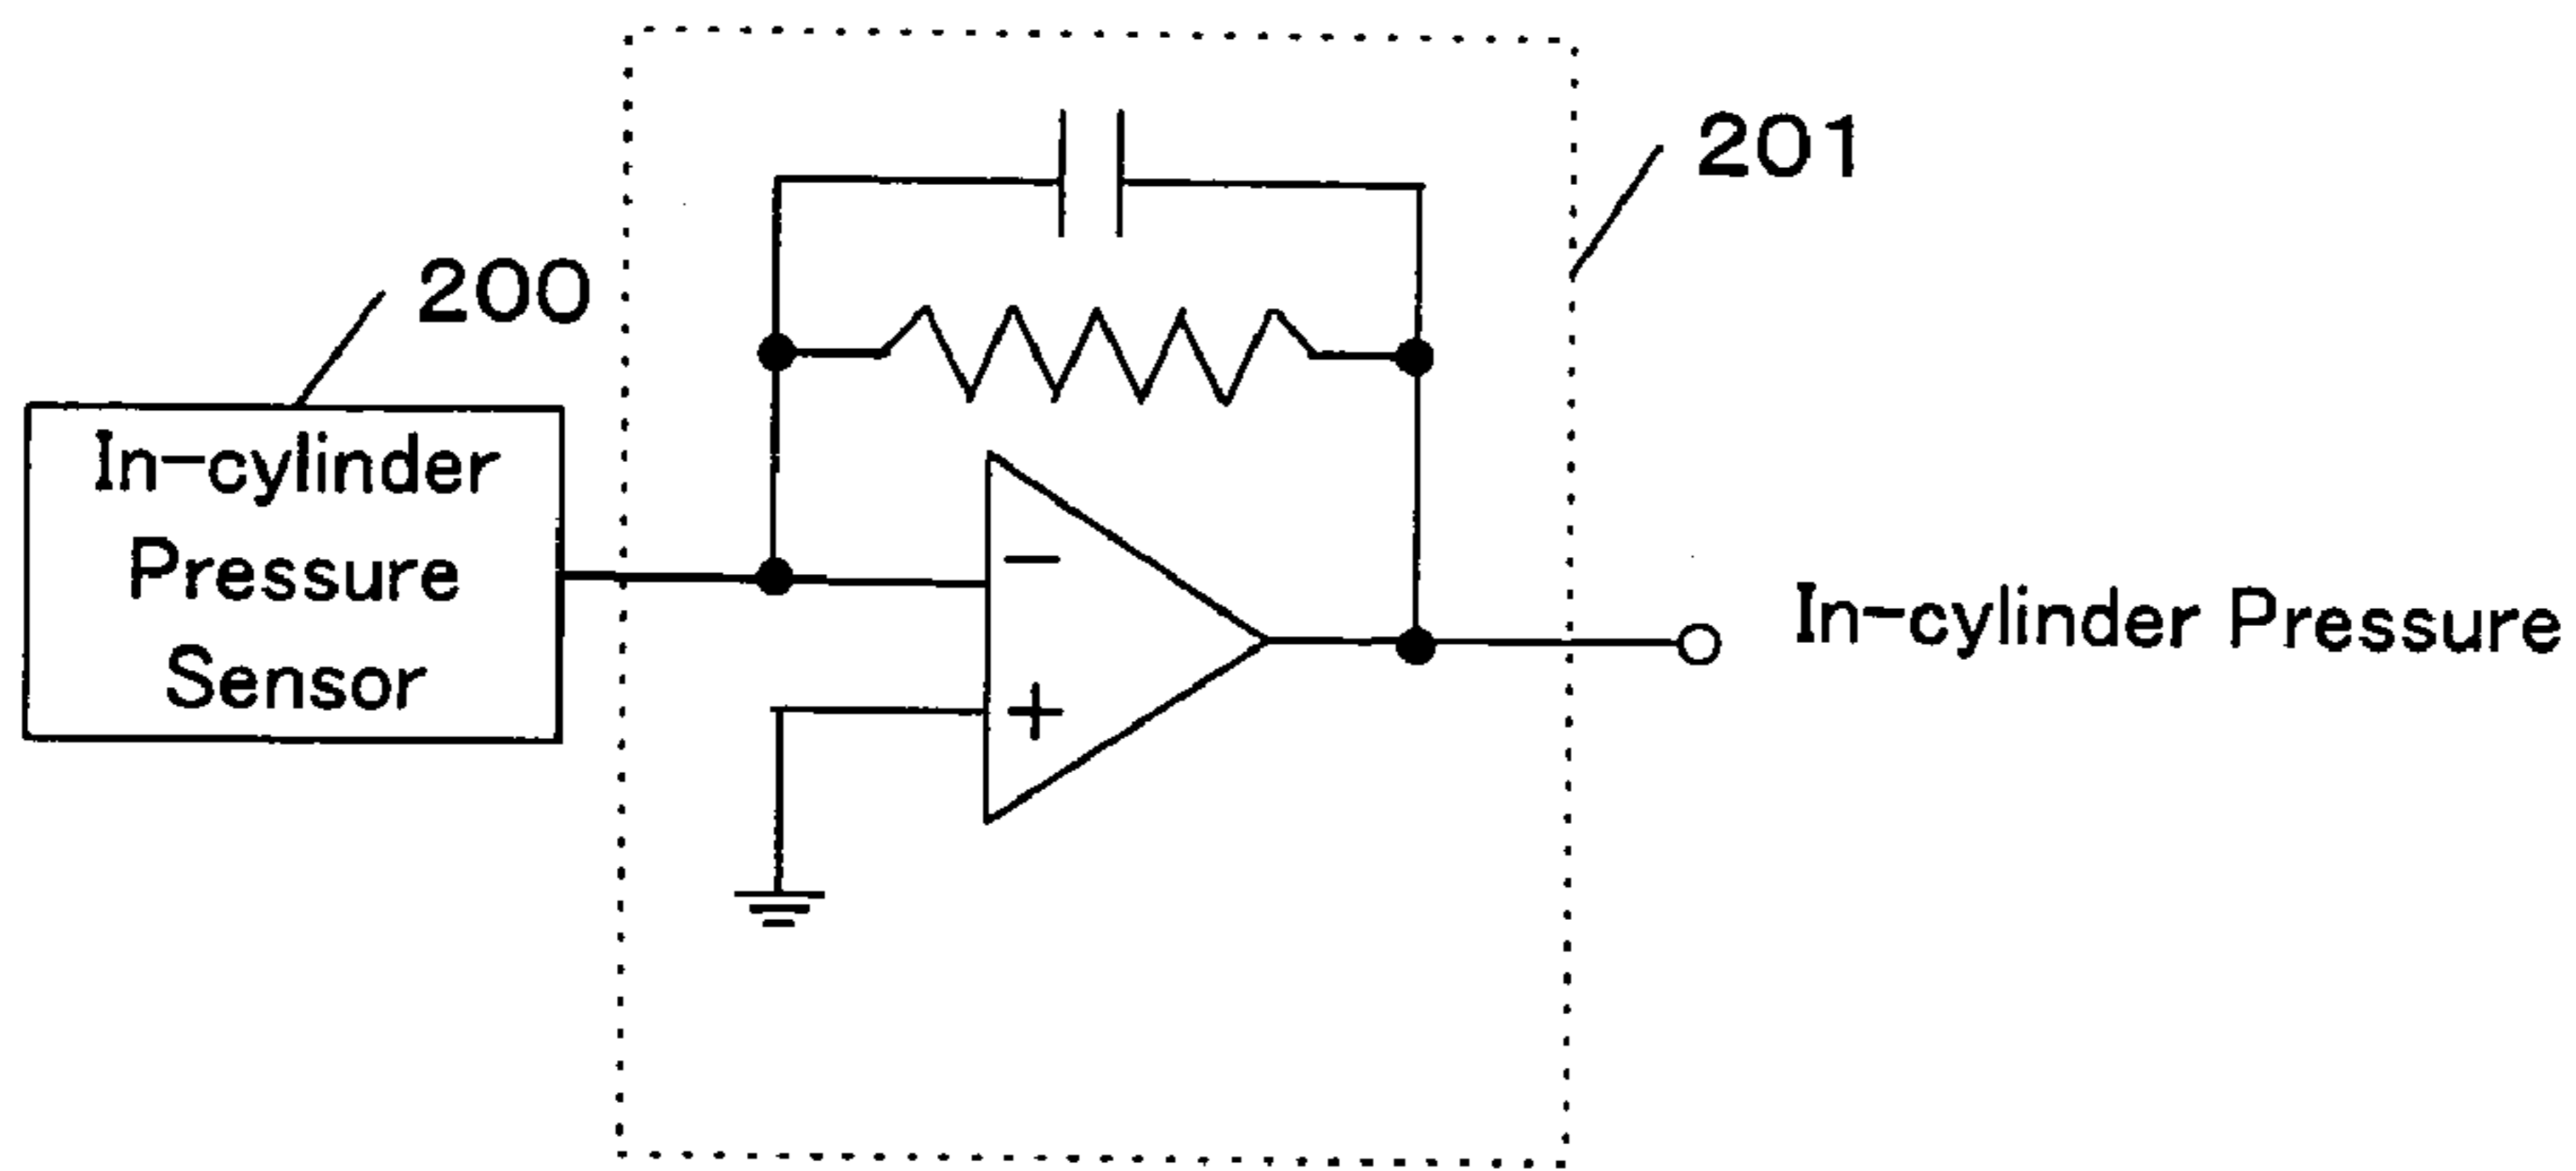 201
200
In-cylinder
Pressure
Sensor
−
+
In-cylinder Pressure